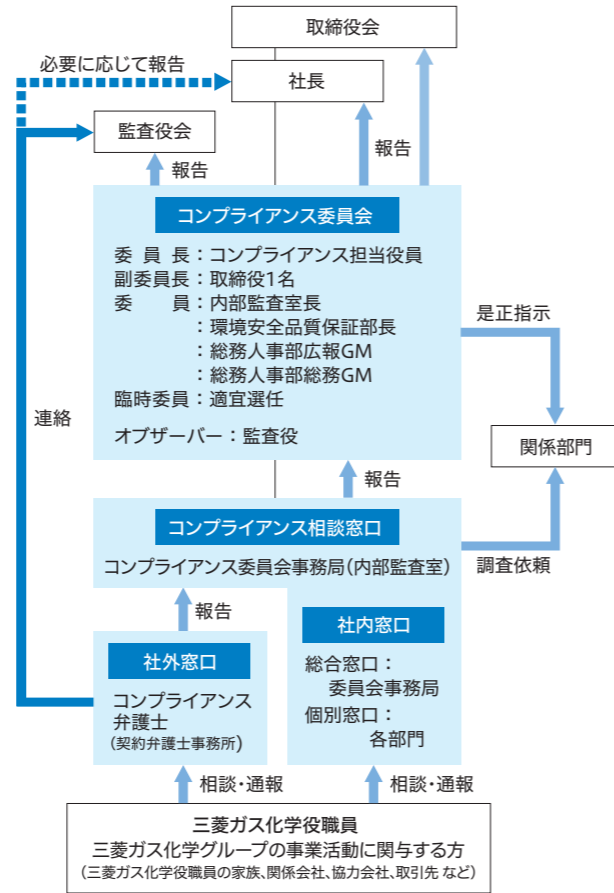 取締役会
必要に応じて報告
社長
監査役会
報告
報告
コンプライアンス委員会
委員長：コンプライアンス担当役員
副委員長：取締役1名
委員：内部監査室長
：環境安全品質保証部長
：総務人事部広報GM
：総務人事部総務GM
臨時委員：適宜選任
オブザーバー：監査役
是正指示
連絡
関係部門
報告
コンプライアンス相談窓口
コンプライアンス委員会事務局(内部監査室)
調査依頼
報告
社外窓口
コンプライアンス
弁護士
(契約弁護士事務所)
社内窓口
総合窓口：
委員会事務局
個別窓口：
各部門
相談・通報
相談・通報
三菱ガス化学役職員
三菱ガス化学グループの事業活動に関与する方
(三菱ガス化学役職員の家族、関係会社、協力会社、取引先 など)